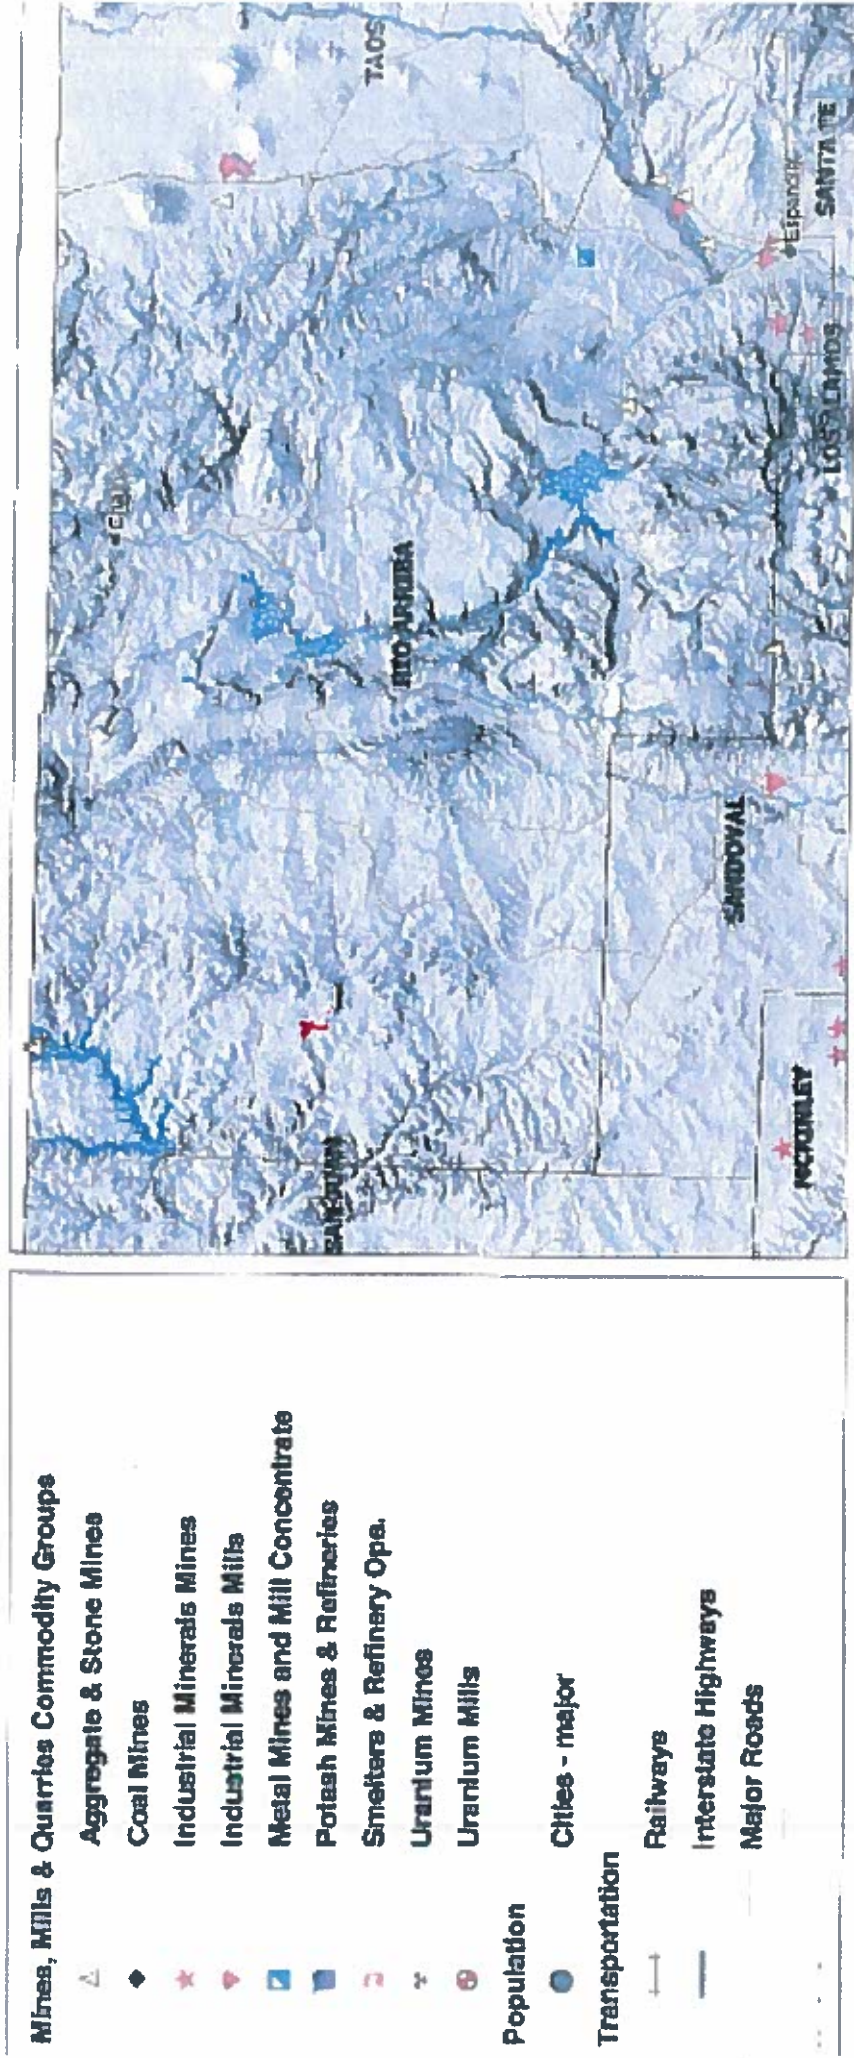 Mines, Mills & Quarries Commodity Groups
Aggregate & Stone Mines
Coal Mines
Industrial Minerals Mines
Industrial Minerals Mills
Metal Mines and Mill Concentrate
Potash Mines & Refineries
Smelters & Refinery Ops.
Uranium Mines
Uranium Mills
Population
Cities - major
Transportation
Railways
Interstate Highways
Major Roads
TAOS
RIO ARRIBA
SAN JUAN
SANDOVAL
MCKINLEY
LOS ALAMOS
SANTA FE
Espanola